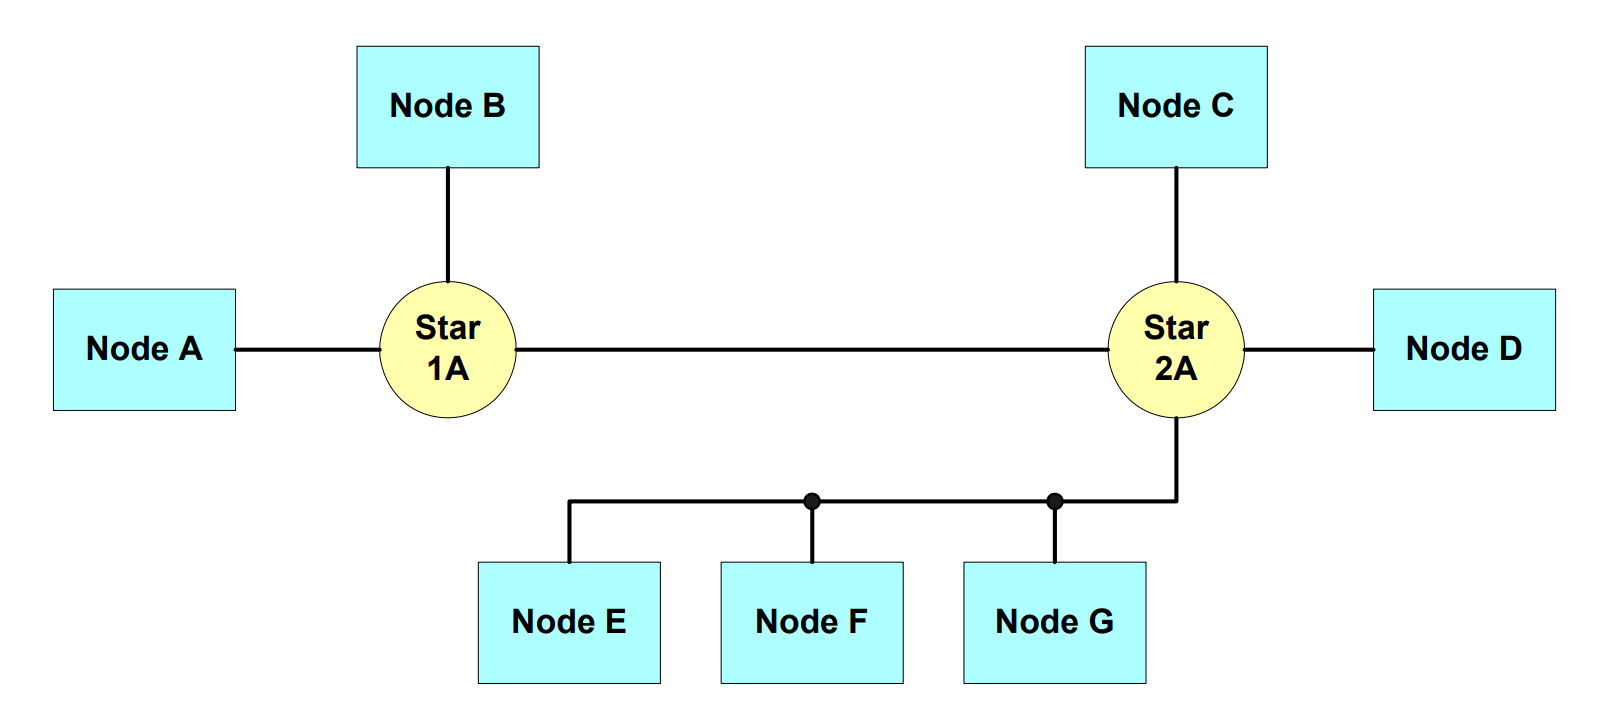 Node B
Node C
Node A
Star
1A
Star
2A
Node D
Node E
Node F
Node G